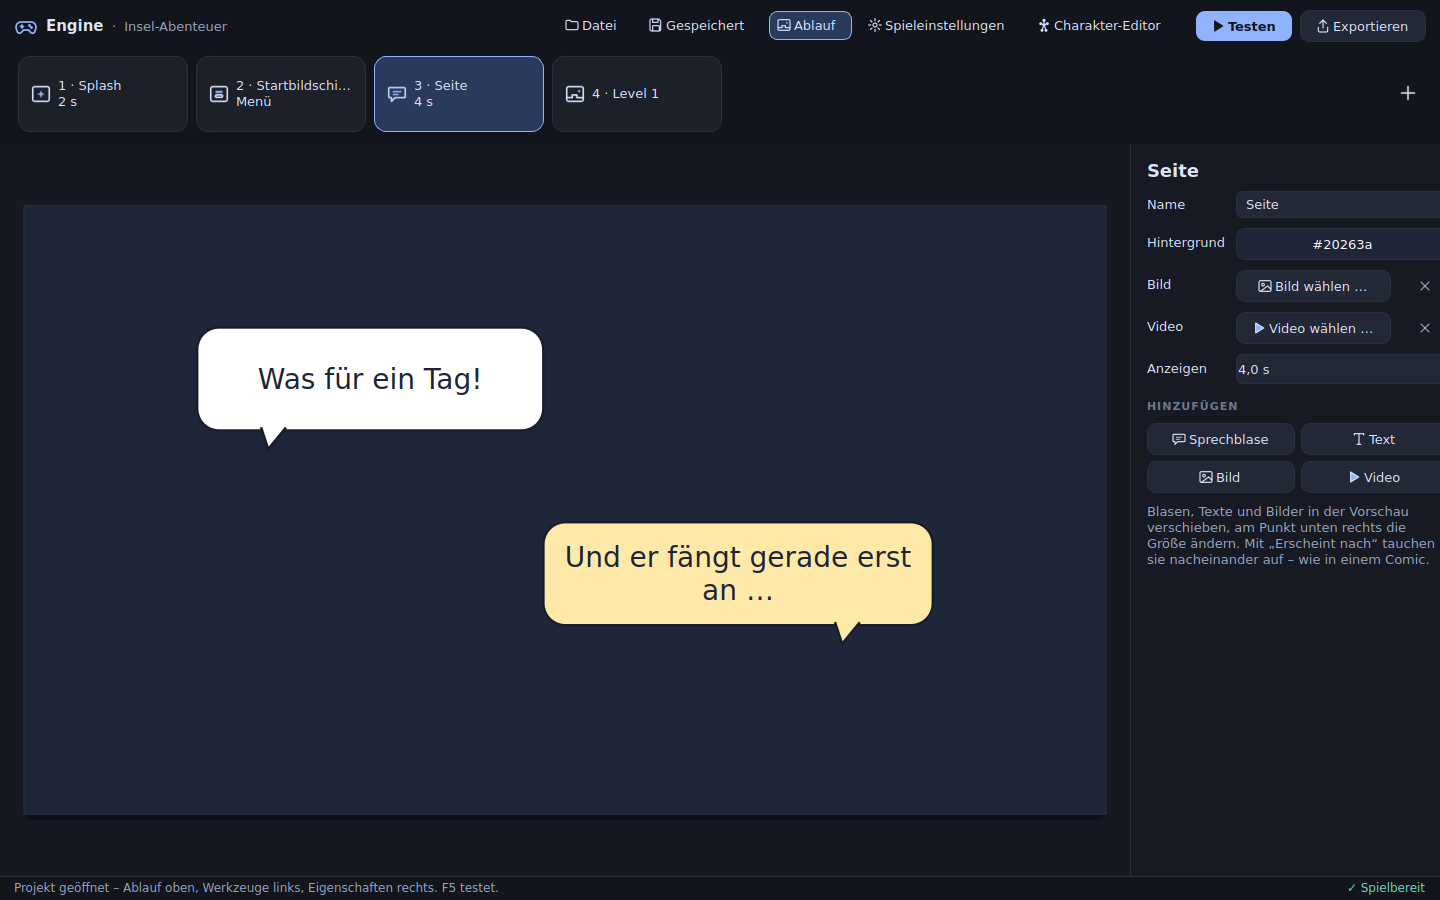 Engine · Insel-Abenteuer
Datei
Gespeichert
Ablauf
Spieleinstellungen
Charakter-Editor
Testen
Exportieren
1 · Splash
2 s
2 · Startbildschi...
Menü
3 · Seite
4 s
4 · Level 1
Was für ein Tag!
Und er fängt gerade erst
an ...
Seite
Name
Seite
Hintergrund
#20263a
Bild
Bild wählen ...
Video
Video wählen ...
Anzeigen
4,0 s
HINZUFÜGEN
Sprechblase
Text
Bild
Video
Blasen, Texte und Bilder in der Vorschau
verschieben, am Punkt unten rechts die
Größe ändern. Mit „Erscheint nach“ tauchen
sie nacheinander auf – wie in einem Comic.
Projekt geöffnet – Ablauf oben, Werkzeuge links, Eigenschaften rechts. F5 testet.
✓ Spielbereit